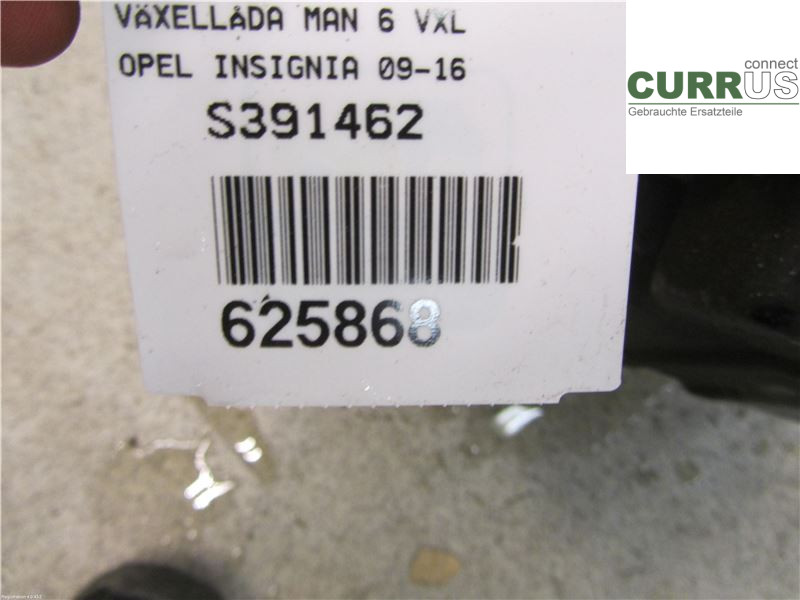 VÄXELLÅDA MAN 6 VXL
OPEL INSIGNIA 09-16
S391462
625868
connect
CURRUS
Gebrauchte Ersatzteile